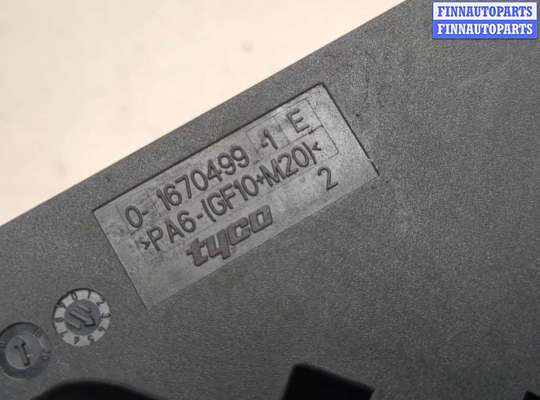 FINNAUTOPARTS
FINNAUTOPARTS
0-1670499-1 E
>PA6-(GF10+M20)<
tyco 2